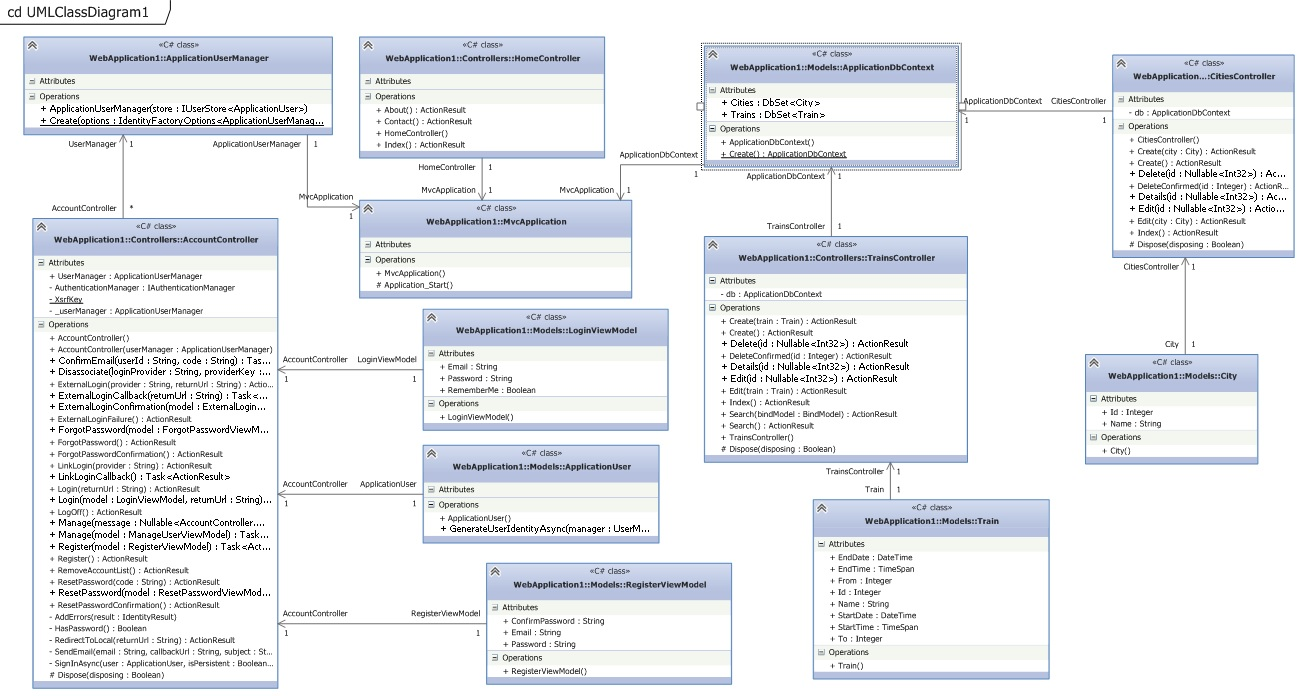 cd UMLClassDiagram1
«C# class»
WebApplication1::ApplicationUserManager
Attributes
Operations
+ ApplicationUserManager(store : IUserStore<ApplicationUser>)
+ Create(options : IdentityFactoryOptions<ApplicationUserManag...
«C# class»
WebApplication1::Controllers::HomeController
Attributes
Operations
+ About() : ActionResult
+ Contact() : ActionResult
+ HomeController()
+ Index() : ActionResult
«C# class»
WebApplication1::Models::ApplicationDbContext
Attributes
+ Cities : DbSet<City>
+ Trains : DbSet<Train>
Operations
+ ApplicationDbContext()
+ Create() : ApplicationDbContext
ApplicationDbContext
CitiesController
1
1
«C# class»
WebApplication...:CitiesController
Attributes
- db : ApplicationDbContext
Operations
+ CitiesController()
+ Create(city : City) : ActionResult
+ Create() : ActionResult
+ Delete(id : Nullable<Int32>) : Ac...
+ DeleteConfirmed(id : Integer) : ActionR...
+ Details(id : Nullable<Int32>) : Ac...
+ Edit(id : Nullable<Int32>) : Actio...
+ Edit(city : City) : ActionResult
+ Index() : ActionResult
# Dispose(disposing : Boolean)
UserManager
1
ApplicationUserManager
1
AccountController
*
MvcApplication
1
HomeController
1
MvcApplication
1
ApplicationDbContext
1
MvcApplication
1
ApplicationDbContext
1
TrainsController
1
CitiesController
1
City
1
«C# class»
WebApplication1::MvcApplication
Attributes
Operations
+ MvcApplication()
# Application_Start()
«C# class»
WebApplication1::Controllers::AccountController
Attributes
+ UserManager : ApplicationUserManager
- AuthenticationManager : IAuthenticationManager
- XsrfKey
- _userManager : ApplicationUserManager
Operations
+ AccountController()
+ AccountController(userManager : ApplicationUserManager)
+ ConfirmEmail(userId : String, code : String) : Tas...
+ Disassociate(loginProvider : String, providerKey : ...
+ ExternalLogin(provider : String, returnUrl : String) : Actio...
+ ExternalLoginCallback(returnUrl : String) : Task<...
+ ExternalLoginConfirmation(model : ExternalLogin...
+ ExternalLoginFailure() : ActionResult
+ ForgotPassword(model : ForgotPasswordViewM...
+ ForgotPassword() : ActionResult
+ ForgotPasswordConfirmation() : ActionResult
+ LinkLogin(provider : String) : ActionResult
+ LinkLoginCallback() : Task<ActionResult>
+ Login(returnUrl : String) : ActionResult
+ Login(model : LoginViewModel, returnUrl : String)...
+ LogOff() : ActionResult
+ Manage(message : Nullable<AccountController....
+ Manage(model : ManageUserViewModel) : Task...
+ Register(model : RegisterViewModel) : Task<Act...
+ Register() : ActionResult
+ RemoveAccountList() : ActionResult
+ ResetPassword(code : String) : ActionResult
+ ResetPassword(model : ResetPasswordViewMod...
+ ResetPasswordConfirmation() : ActionResult
- AddErrors(result : IdentityResult)
- HasPassword() : Boolean
- RedirectToLocal(returnUrl : String) : ActionResult
- SendEmail(email : String, callbackUrl : String, subject : St...
- SignInAsync(user : ApplicationUser, isPersistent : Boolean...
# Dispose(disposing : Boolean)
AccountController
LoginViewModel
1
1
«C# class»
WebApplication1::Models::LoginViewModel
Attributes
+ Email : String
+ Password : String
+ RememberMe : Boolean
Operations
+ LoginViewModel()
AccountController
ApplicationUser
1
1
«C# class»
WebApplication1::Models::ApplicationUser
Attributes
Operations
+ ApplicationUser()
+ GenerateUserIdentityAsync(manager : UserM...
AccountController
RegisterViewModel
1
1
«C# class»
WebApplication1::Models::RegisterViewModel
Attributes
+ ConfirmPassword : String
+ Email : String
+ Password : String
Operations
+ RegisterViewModel()
«C# class»
WebApplication1::Controllers::TrainsController
Attributes
- db : ApplicationDbContext
Operations
+ Create(train : Train) : ActionResult
+ Create() : ActionResult
+ Delete(id : Nullable<Int32>) : ActionResult
+ DeleteConfirmed(id : Integer) : ActionResult
+ Details(id : Nullable<Int32>) : ActionResult
+ Edit(id : Nullable<Int32>) : ActionResult
+ Edit(train : Train) : ActionResult
+ Index() : ActionResult
+ Search(bindModel : BindModel) : ActionResult
+ Search() : ActionResult
+ TrainsController()
# Dispose(disposing : Boolean)
TrainsController
1
Train
1
«C# class»
WebApplication1::Models::Train
Attributes
+ EndDate : DateTime
+ EndTime : TimeSpan
+ From : Integer
+ Id : Integer
+ Name : String
+ StartDate : DateTime
+ StartTime : TimeSpan
+ To : Integer
Operations
+ Train()
«C# class»
WebApplication1::Models::City
Attributes
+ Id : Integer
+ Name : String
Operations
+ City()